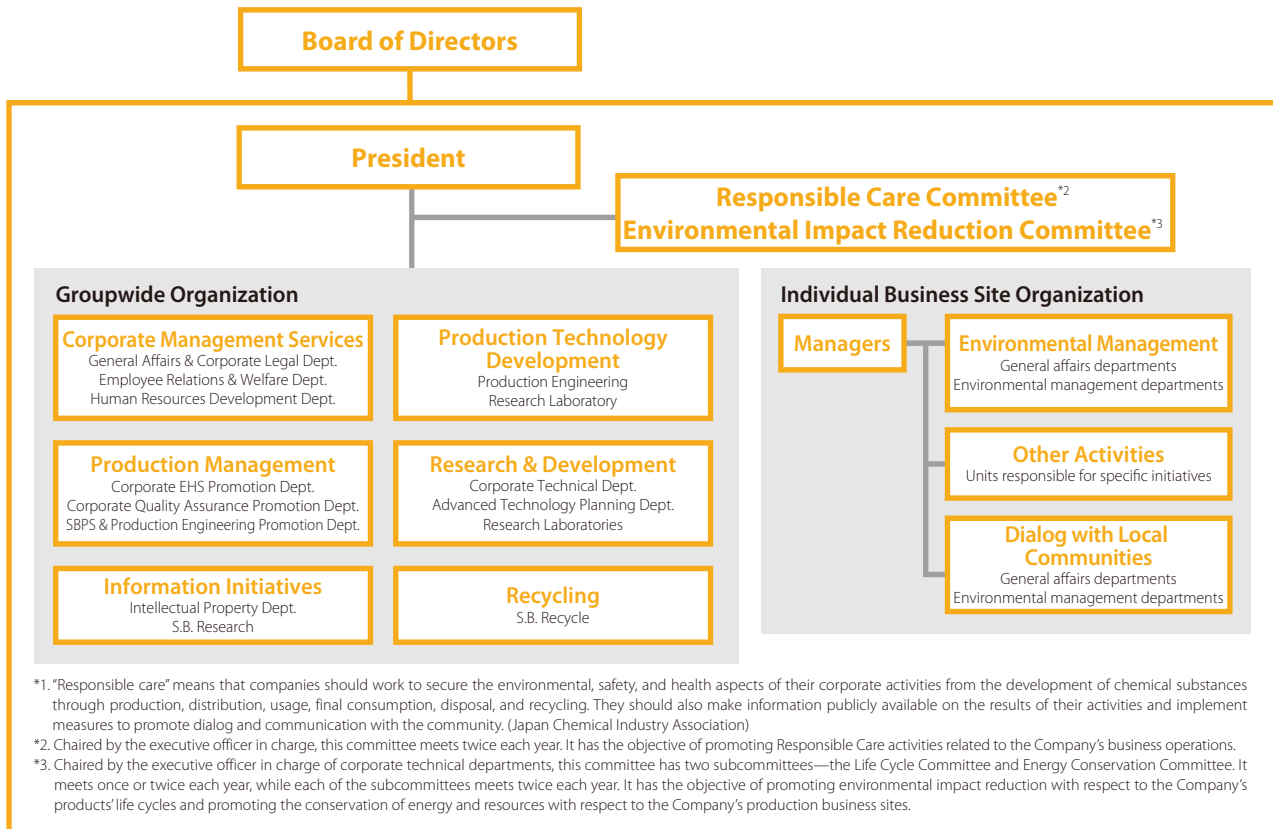 Board of Directors
President
Responsible Care Committee*2
Environmental Impact Reduction Committee*3
Groupwide Organization
Corporate Management Services
General Affairs & Corporate Legal Dept.
Employee Relations & Welfare Dept.
Human Resources Development Dept.
Production Technology
Development
Production Engineering
Research Laboratory
Production Management
Corporate EHS Promotion Dept.
Corporate Quality Assurance Promotion Dept.
SBPS & Production Engineering Promotion Dept.
Research & Development
Corporate Technical Dept.
Advanced Technology Planning Dept.
Research Laboratories
Information Initiatives
Intellectual Property Dept.
S.B. Research
Recycling
S.B. Recycle
Individual Business Site Organization
Managers
Environmental Management
General affairs departments
Environmental management departments
Other Activities
Units responsible for specific initiatives
Dialog with Local
Communities
General affairs departments
Environmental management departments
*1. “Responsible care” means that companies should work to secure the environmental, safety, and health aspects of their corporate activities from the development of chemical substances
through production, distribution, usage, final consumption, disposal, and recycling. They should also make information publicly available on the results of their activities and implement
measures to promote dialog and communication with the community. (Japan Chemical Industry Association)
*2. Chaired by the executive officer in charge, this committee meets twice each year. It has the objective of promoting Responsible Care activities related to the Company’s business operations.
*3. Chaired by the executive officer in charge of corporate technical departments, this committee has two subcommittees—the Life Cycle Committee and Energy Conservation Committee. It
meets once or twice each year, while each of the subcommittees meets twice each year. It has the objective of promoting environmental impact reduction with respect to the Company’s
products’ life cycles and promoting the conservation of energy and resources with respect to the Company’s production business sites.